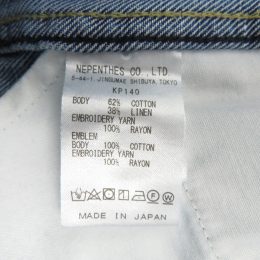 NEPENTHES CO., LTD.
5-44-1, JINGUMAE SHIBUYA, TOKYO
KP140
BODY 62% COTTON
38% LINEN
EMBROIDERY YARN
100% RAYON
EMBLEM
BODY 100% COTTON
EMBROIDERY YARN
100% RAYON
MADE IN JAPAN